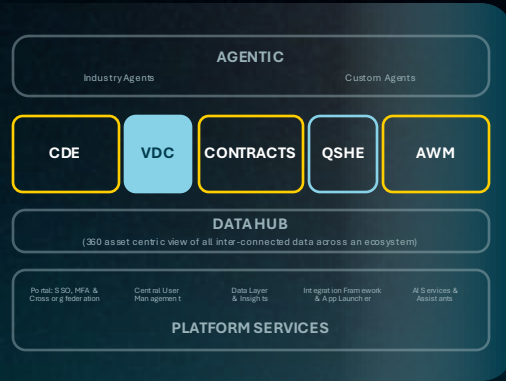 AGENTIC
Industry Agents
Custom Agents
CDE
VDC
CONTRACTS
QSHE
AWM
DATA HUB
(360 asset centric view of all inter-connected data across an ecosystem)
Portal: SSO, MFA &
Cross org federation
Central User
Management
Data Layer
& Insights
Integration Framework
& App Launcher
AI Services &
Assistants
PLATFORM SERVICES